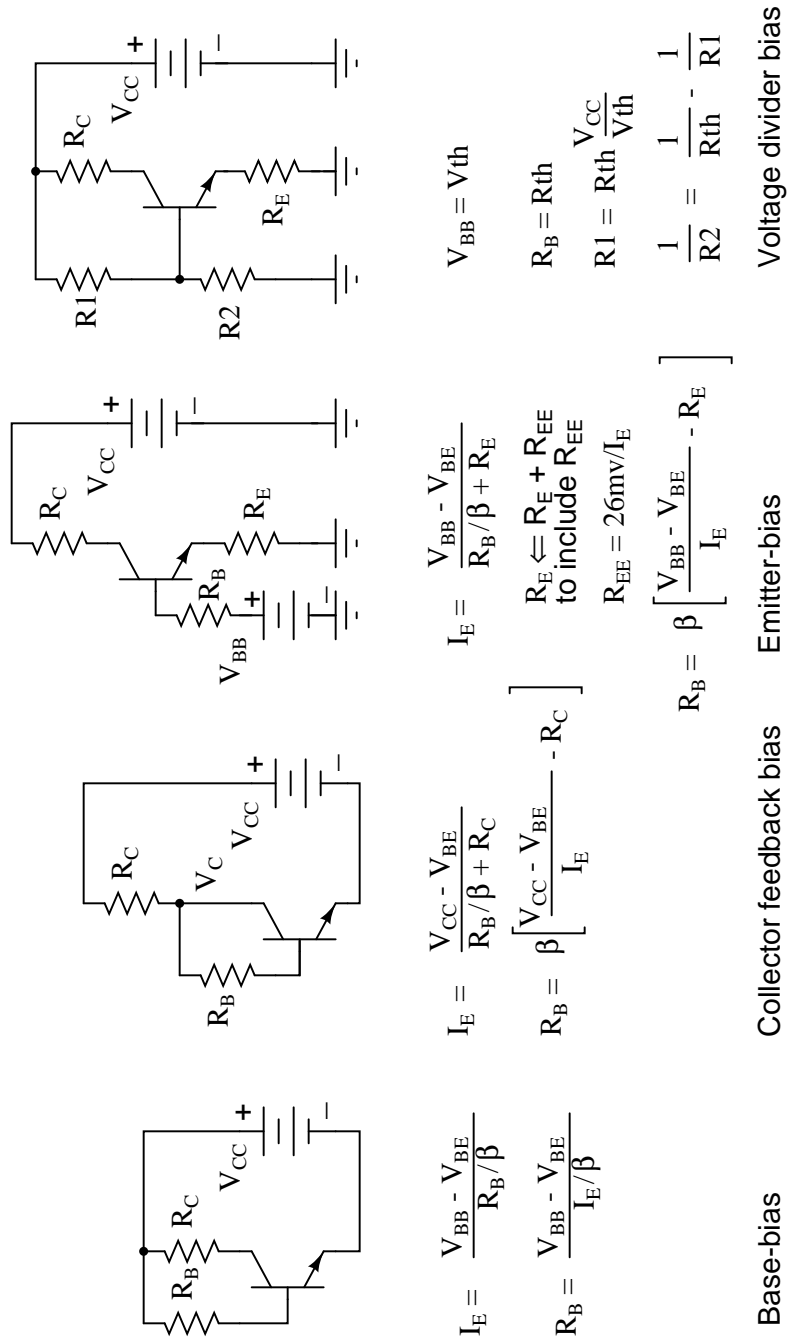 R_B R_C
V_CC
+
–
I_E = (V_BB - V_BE) / (R_B/β)
R_B = (V_BB - V_BE) / (I_E/β)
Base-bias
R_C
V_C
R_B
V_CC
+
–
I_E = (V_CC - V_BE) / (R_B/β + R_C)
R_B = β [ (V_CC - V_BE) / I_E - R_C ]
Collector feedback bias
R_C
V_CC
+
–
R_B
V_BB
+
–
R_E
I_E = (V_BB - V_BE) / (R_B/β + R_E)
R_E ⇐ R_E + R_EE
to include R_EE
R_EE = 26mv/I_E
R_B = β [ (V_BB - V_BE) / I_E - R_E ]
Emitter-bias
R1
R_C
V_CC
+
–
R2
R_E
V_BB = Vth
R_B = Rth
R1 = Rth V_CC / Vth
1 / R2 = 1 / Rth - 1 / R1
Voltage divider bias